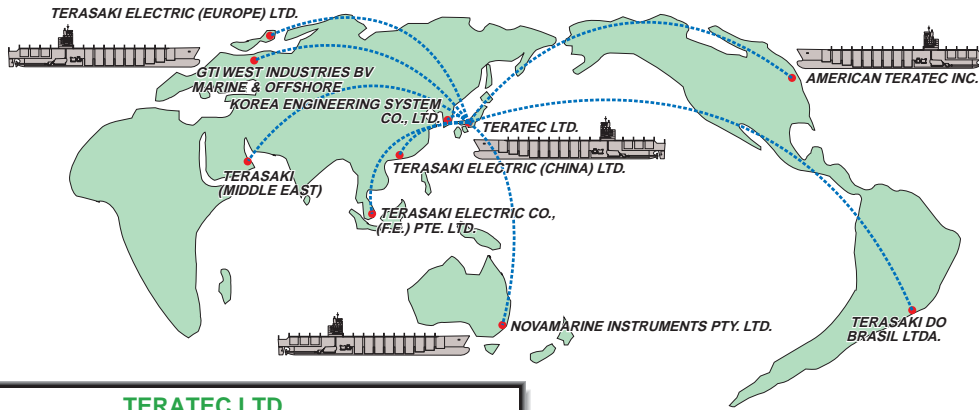 TERASAKI ELECTRIC (EUROPE) LTD.
GTI WEST INDUSTRIES BV
MARINE & OFFSHORE
AMERICAN TERATEC INC.
KOREA ENGINEERING SYSTEM
CO., LTD.
TERATEC LTD.
TERASAKI ELECTRIC (CHINA) LTD.
TERASAKI
(MIDDLE EAST)
TERASAKI ELECTRIC CO.,
(F.E.) PTE. LTD.
NOVAMARINE INSTRUMENTS PTY. LTD.
TERASAKI DO
BRASIL LTDA.
TERATEC LTD